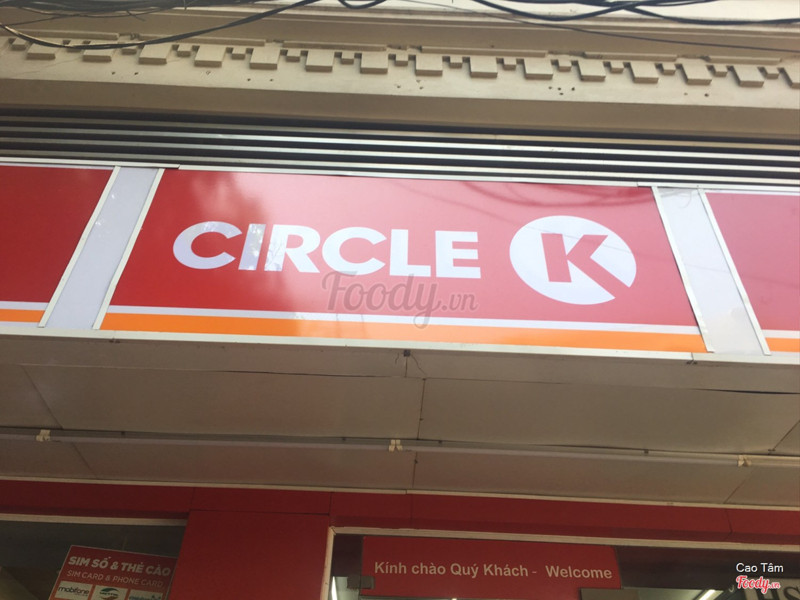 CIRCLE K
Foody.vn
SIM SỐ & THẺ CÀO
SIM CARD & PHONE CARD
mobifone
Kính chào Quý Khách - Welcome
Cao Tâm
Foody.vn